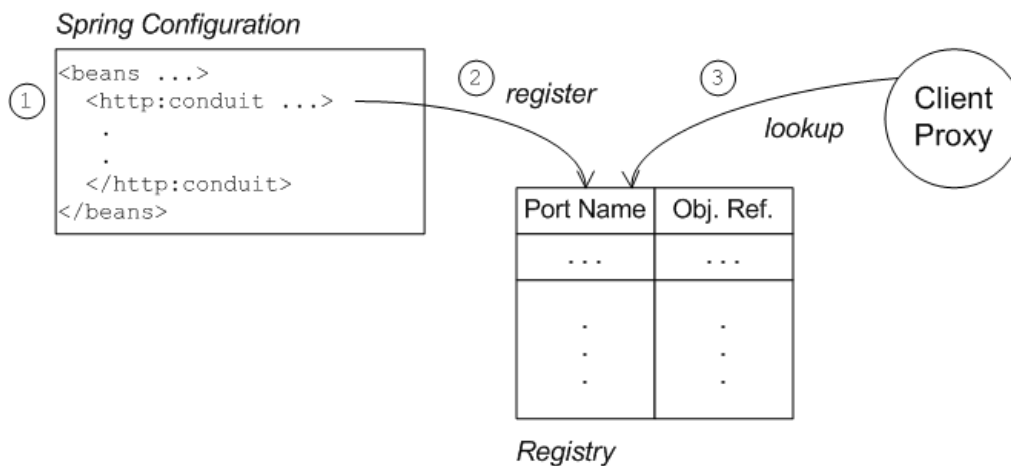 Spring Configuration
1
<beans ...>
<http:conduit ...>
.
.
</http:conduit>
</beans>
2
register
3
lookup
Client
Proxy
Port Name Obj. Ref.
... ...
. .
. .
. .
Registry